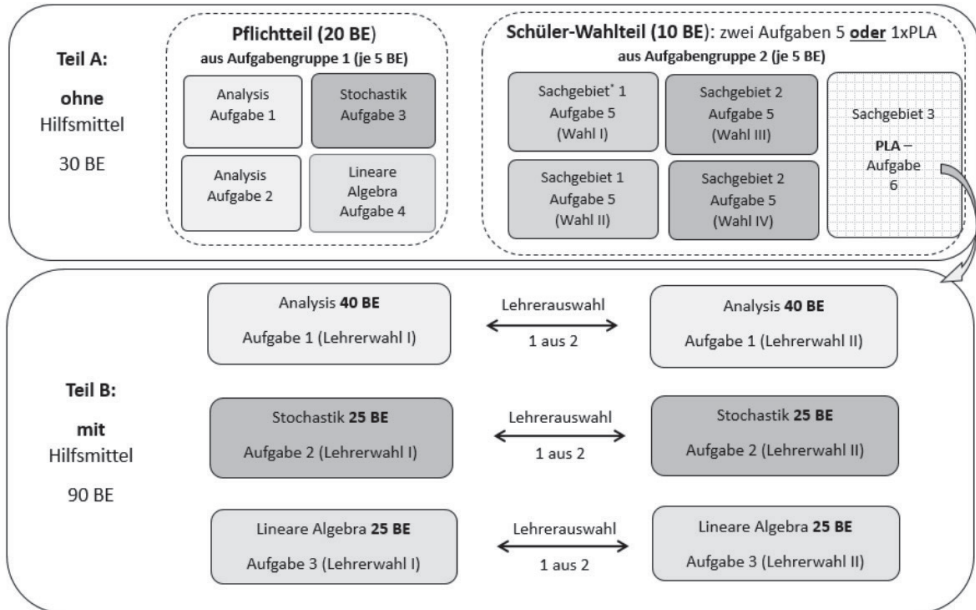 Teil A:
ohne
Hilfsmittel
30 BE
Pflichtteil (20 BE)
aus Aufgabengruppe 1 (je 5 BE)
Analysis
Aufgabe 1
Stochastik
Aufgabe 3
Analysis
Aufgabe 2
Lineare
Algebra
Aufgabe 4
Schüler-Wahlteil (10 BE): zwei Aufgaben 5 oder 1xPLA
aus Aufgabengruppe 2 (je 5 BE)
Sachgebiet* 1
Aufgabe 5
(Wahl I)
Sachgebiet 2
Aufgabe 5
(Wahl III)
Sachgebiet 1
Aufgabe 5
(Wahl II)
Sachgebiet 2
Aufgabe 5
(Wahl IV)
Sachgebiet 3
PLA –
Aufgabe
6
Teil B:
mit
Hilfsmittel
90 BE
Analysis 40 BE
Aufgabe 1 (Lehrerwahl I)
Lehrerauswahl
1 aus 2
Analysis 40 BE
Aufgabe 1 (Lehrerwahl II)
Stochastik 25 BE
Aufgabe 2 (Lehrerwahl I)
Lehrerauswahl
1 aus 2
Stochastik 25 BE
Aufgabe 2 (Lehrerwahl II)
Lineare Algebra 25 BE
Aufgabe 3 (Lehrerwahl I)
Lehrerauswahl
1 aus 2
Lineare Algebra 25 BE
Aufgabe 3 (Lehrerwahl II)